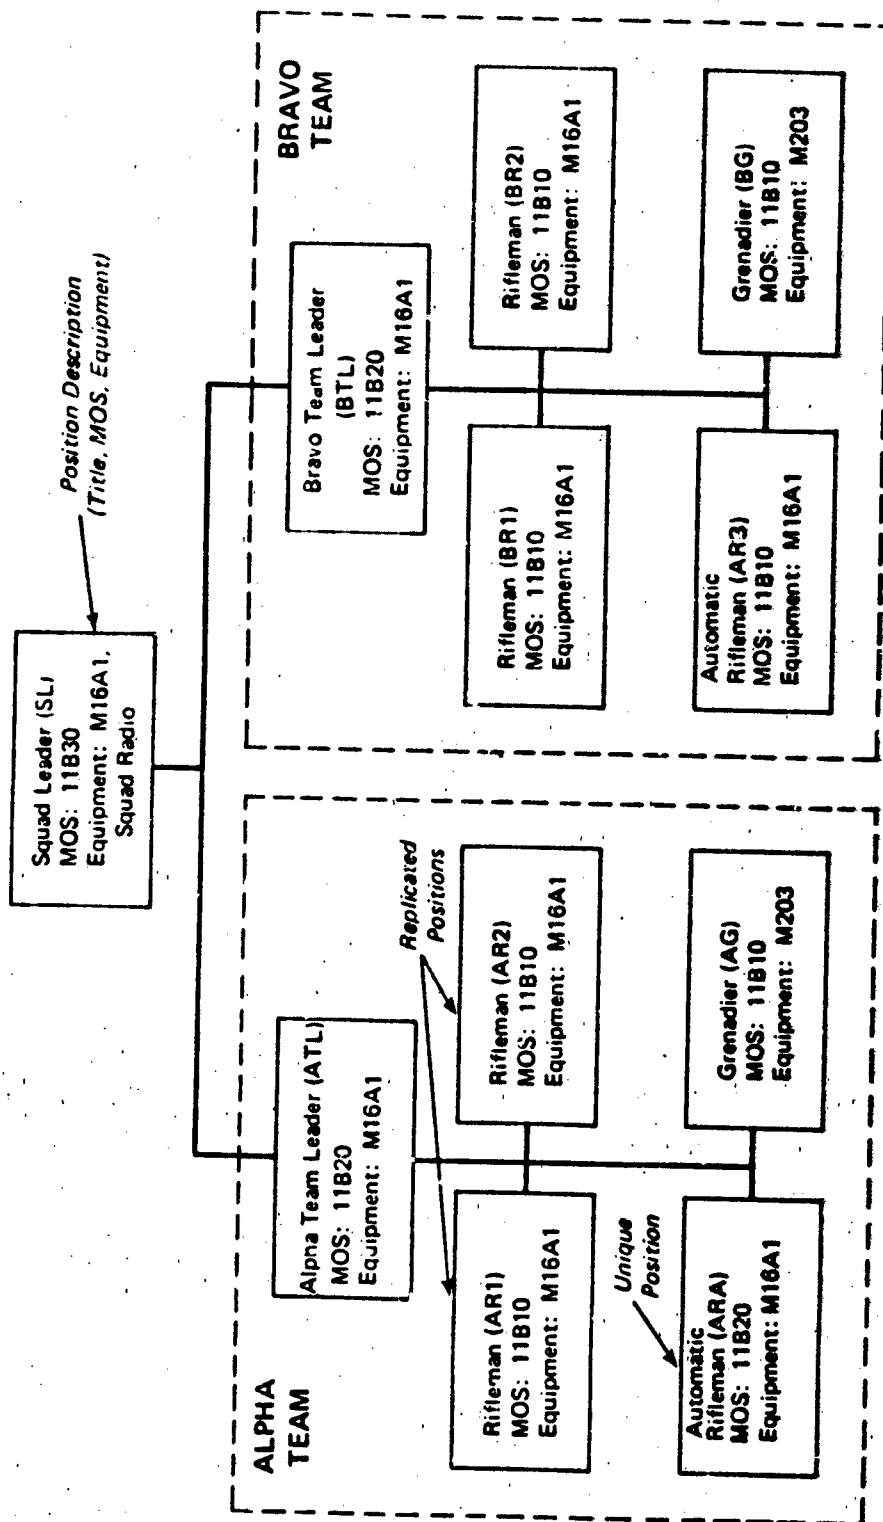 Squad Leader (SL)
MOS: 11B30
Equipment: M16A1,
Squad Radio
Position Description
(Title, MOS, Equipment)
ALPHA
TEAM
Alpha Team Leader (ATL)
MOS: 11B20
Equipment: M16A1
Replicated
Positions
Rifleman (AR1)
MOS: 11B10
Equipment: M16A1
Rifleman (AR2)
MOS: 11B10
Equipment: M16A1
Unique
Position
Automatic
Rifleman (ARA)
MOS: 11B20
Equipment: M16A1
Grenadier (AG)
MOS: 11B10
Equipment: M203
BRAVO
TEAM
Bravo Team Leader
(BTL)
MOS: 11B20
Equipment: M16A1
Rifleman (BR1)
MOS: 11B10
Equipment: M16A1
Rifleman (BR2)
MOS: 11B10
Equipment: M16A1
Automatic
Rifleman (AR3)
MOS: 11B10
Equipment: M16A1
Grenadier (BG)
MOS: 11B10
Equipment: M203